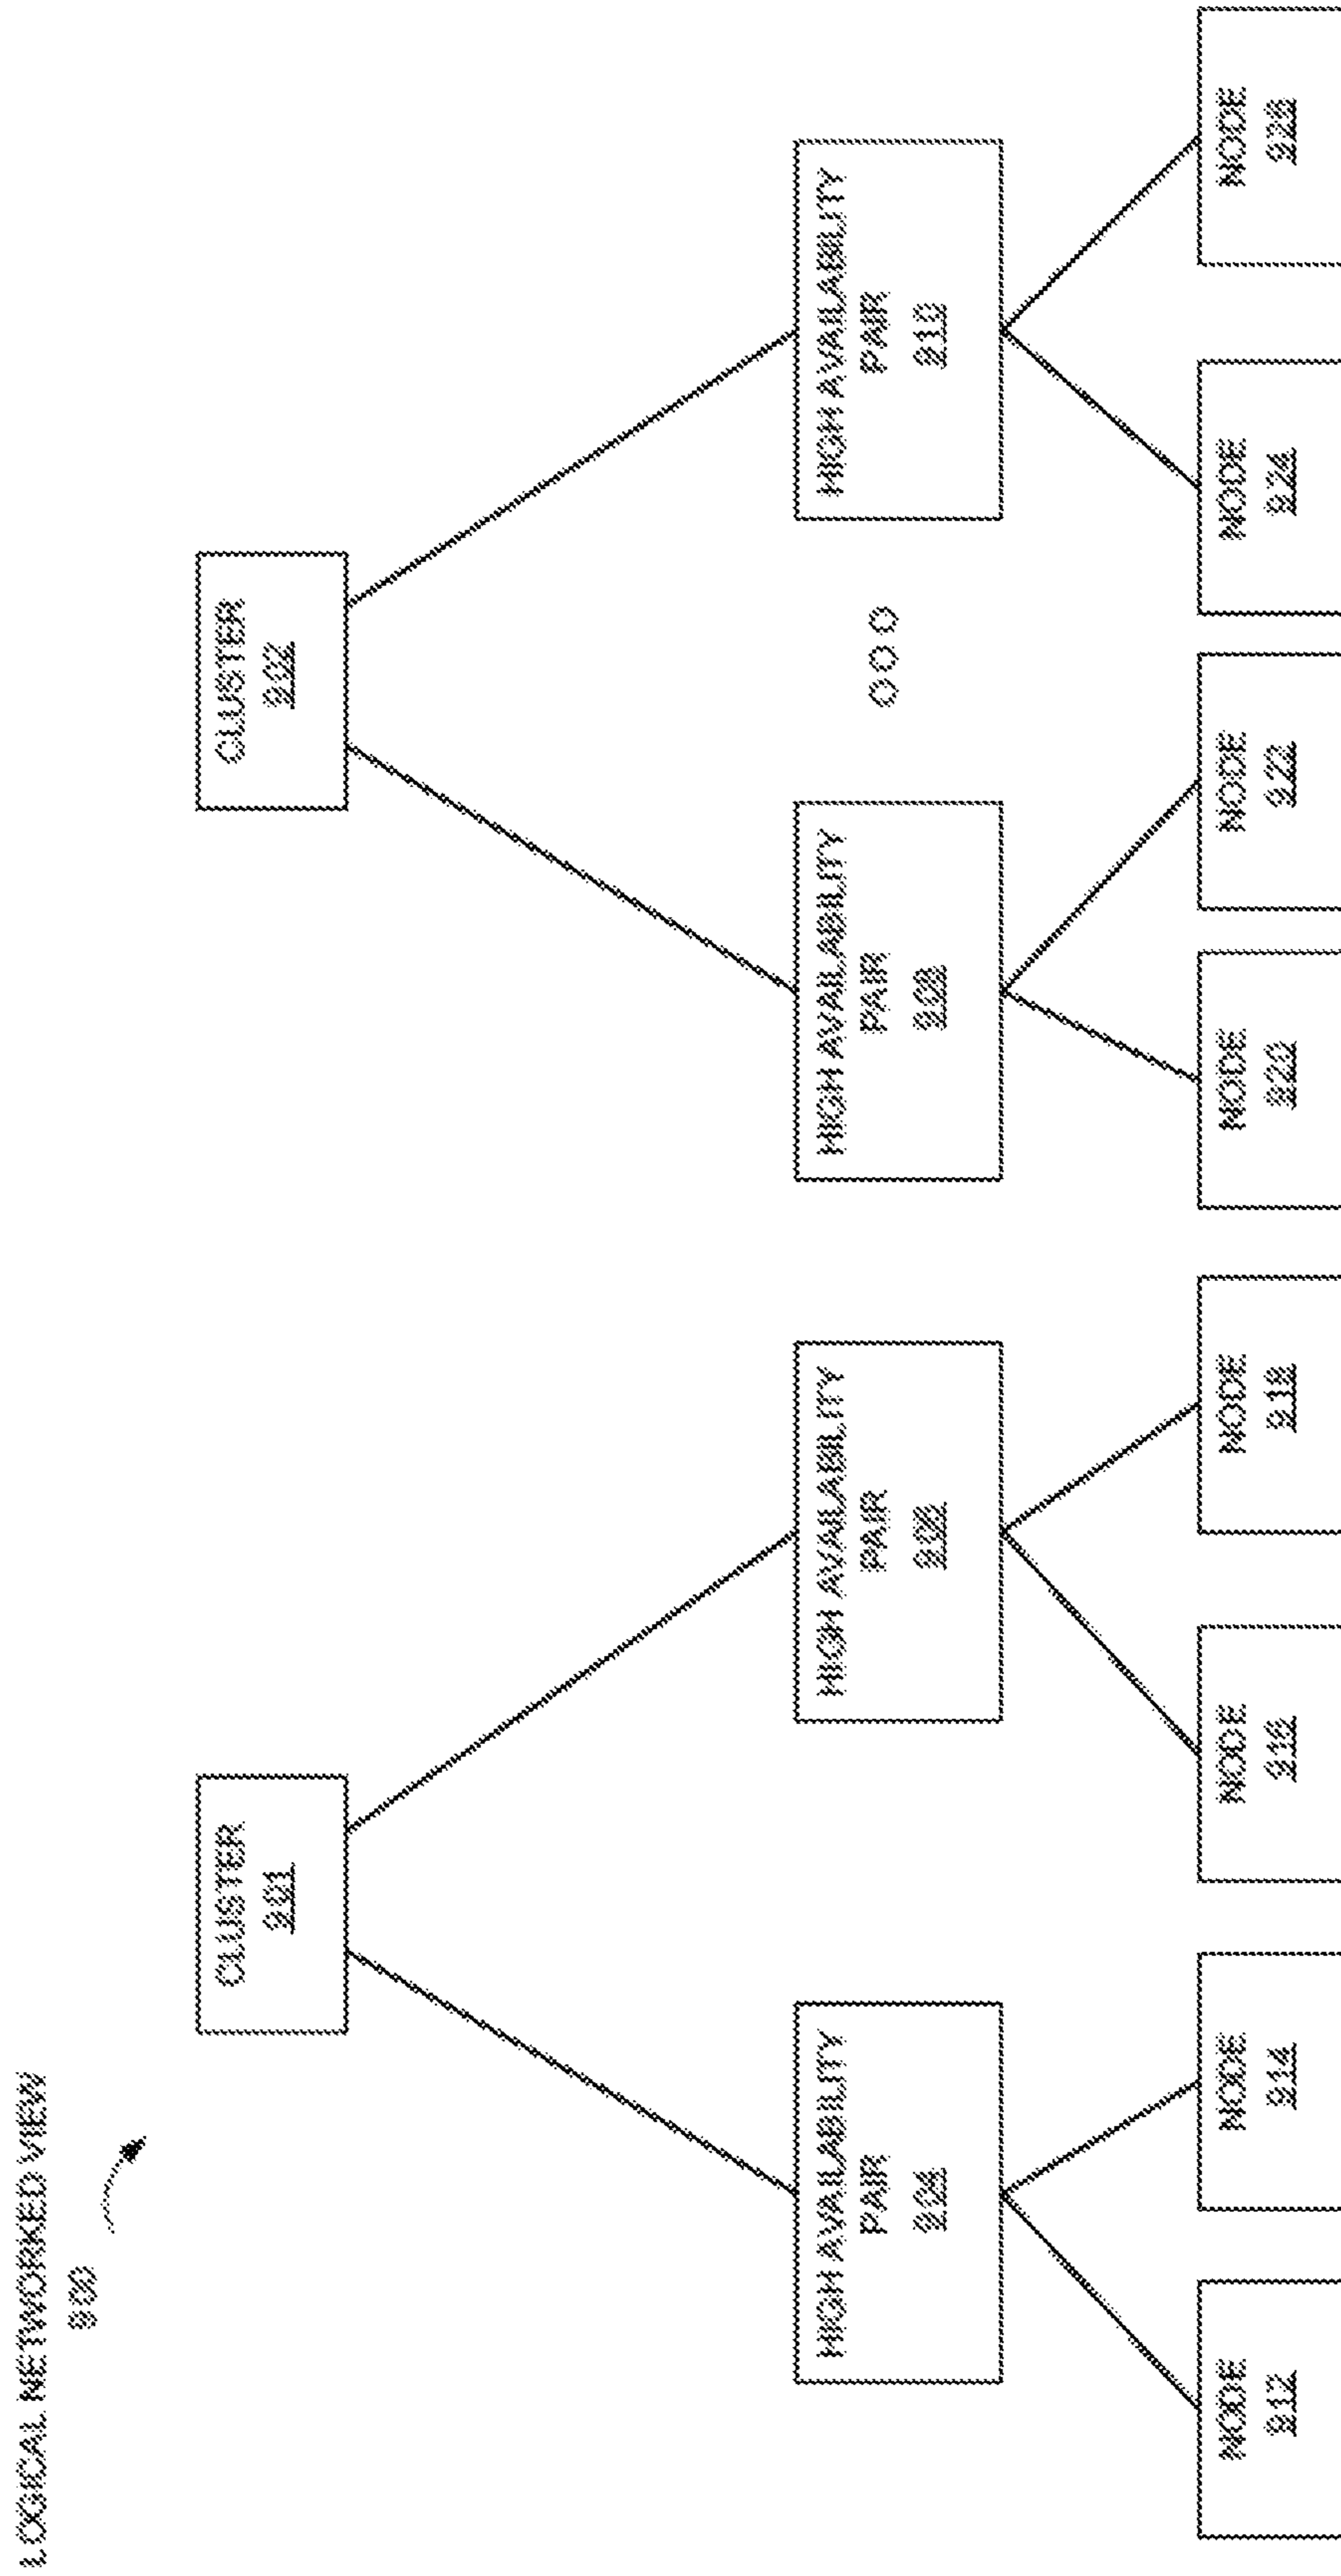 LOGICAL NETWORKED VIEW
900
CLUSTER
901
CLUSTER
902
HIGH AVAILABILITY
PAIR
904
HIGH AVAILABILITY
PAIR
906
HIGH AVAILABILITY
PAIR
908
HIGH AVAILABILITY
PAIR
910
NODE
912
NODE
914
NODE
916
NODE
918
NODE
920
NODE
922
NODE
924
NODE
926